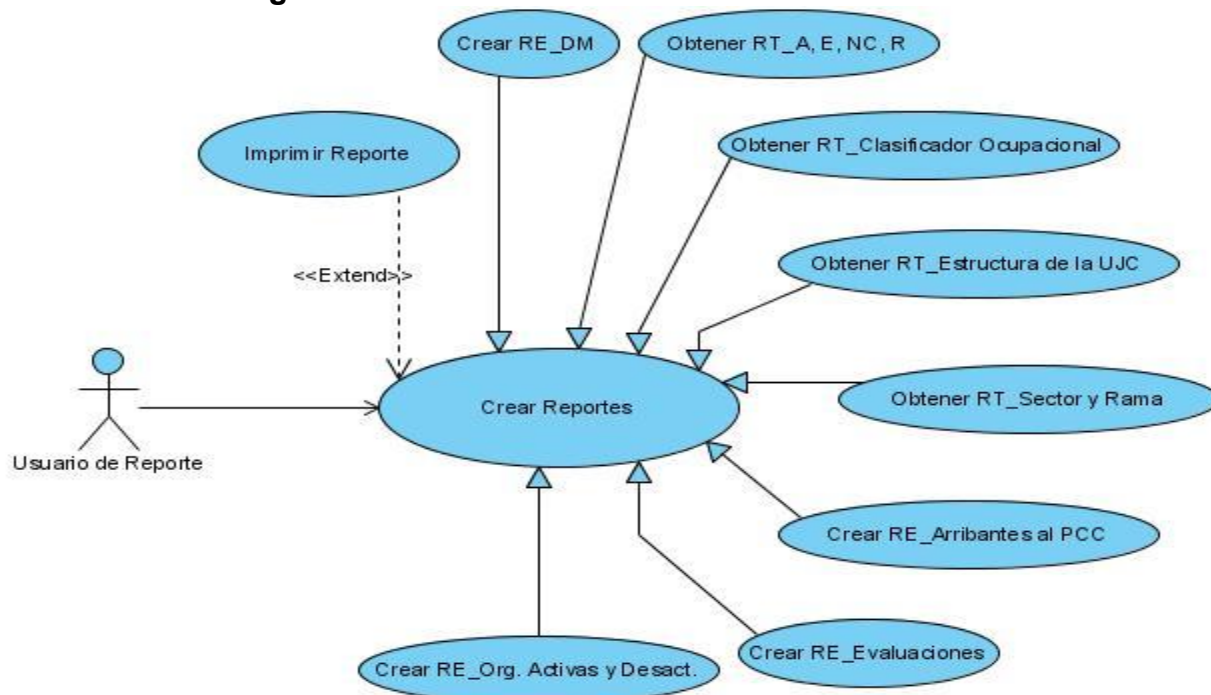 Crear RE_DM
Obtener RT_A, E, NC, R
Imprimir Reporte
Obtener RT_Clasificador Ocupacional
<<Extend>>
Obtener RT_Estructura de la UJC
Crear Reportes
Obtener RT_Sector y Rama
Usuario de Reporte
Crear RE_Arribantes al PCC
Crear RE_Evaluaciones
Crear RE_Org. Activas y Desact.